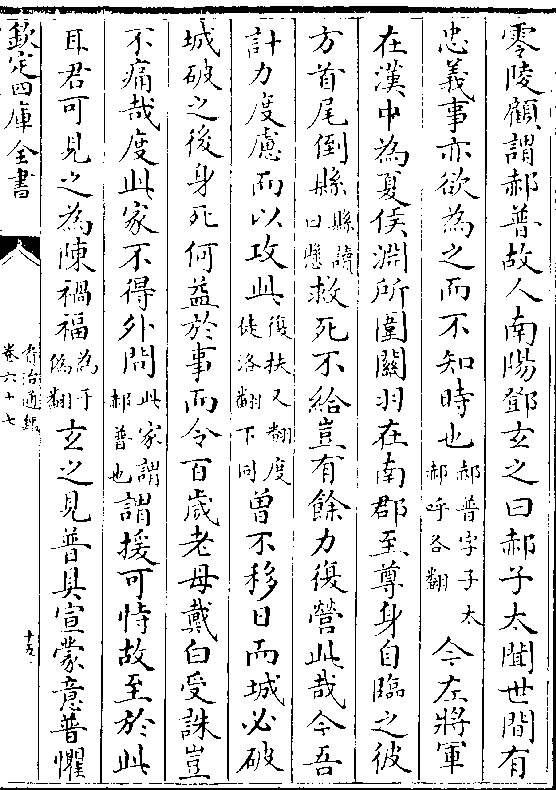 零陵顧謂郝普故人南陽鄧玄之曰郝子太聞世間有
忠義事亦欲為之而不知時也郝普字子太郝呼各翻今左將軍
在漢中為夏侯淵所圍關羽在南郡至尊身自臨之彼
方首尾倒縣縣讀曰懸救死不給豈有餘力復營此哉今吾
計力度慮而以攻此復扶又翻度徒洛翻下同曾不移日而城必破
城破之後身死何益於事而令百歲老母戴白受誅豈
不痛哉度此家不得外問此家謂郝普也謂援可恃故至於此
耳君可見之為陳禍福為于偽翻玄之見普具宣蒙意普懼
欽定四庫全書
資治通鑑
卷六十七